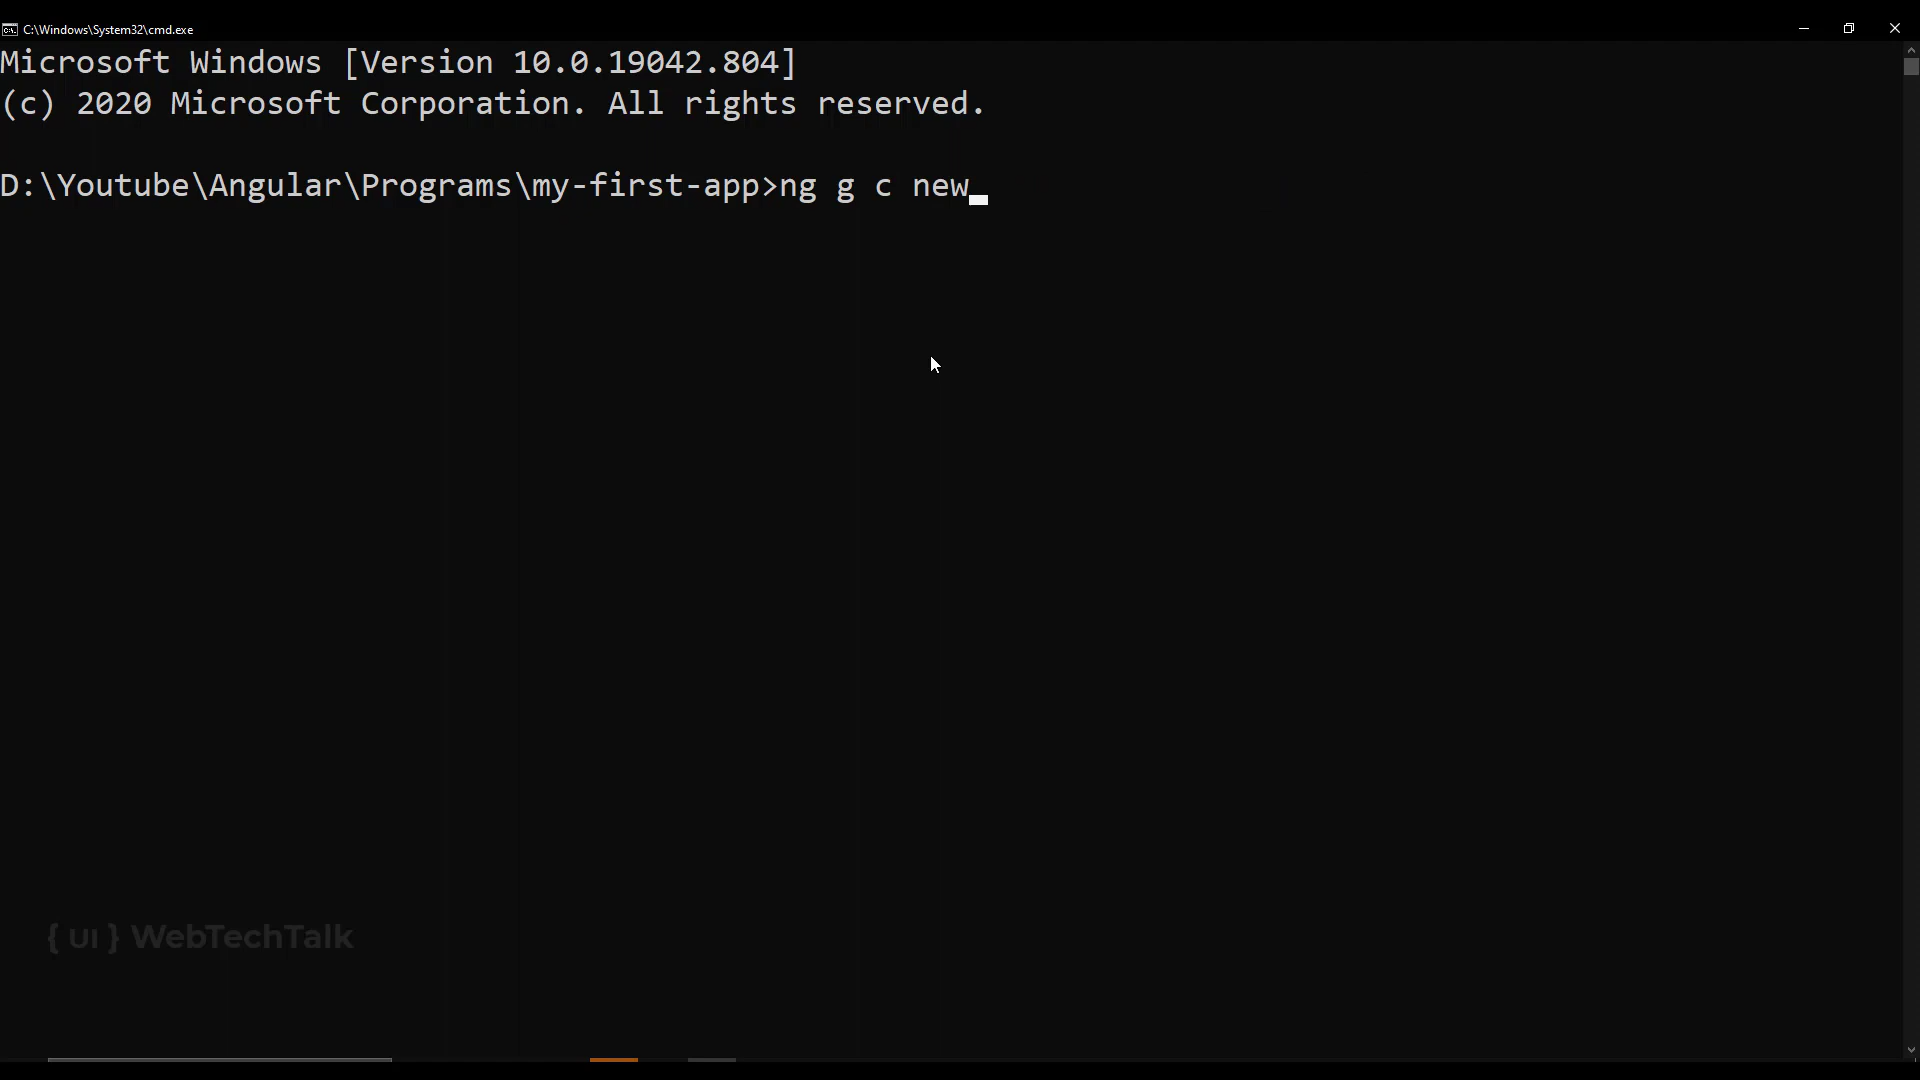 C:\Windows\System32\cmd.exe
Microsoft Windows [Version 10.0.19042.804]
(c) 2020 Microsoft Corporation. All rights reserved.
D:\Youtube\Angular\Programs\my-first-app>ng g c new_
{ UI } WebTechTalk